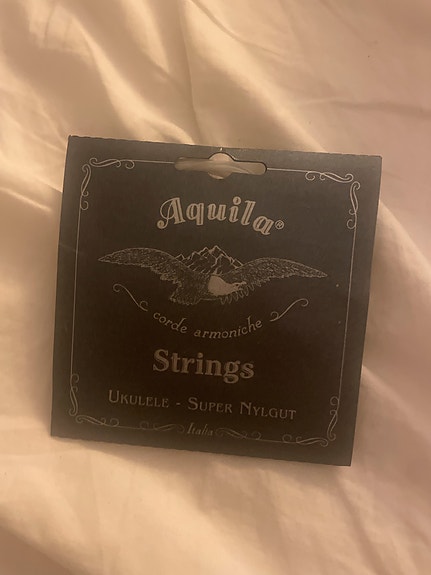 Aquila®
corde armoniche
Strings
UKULELE - SUPER NYLGUT
Italia